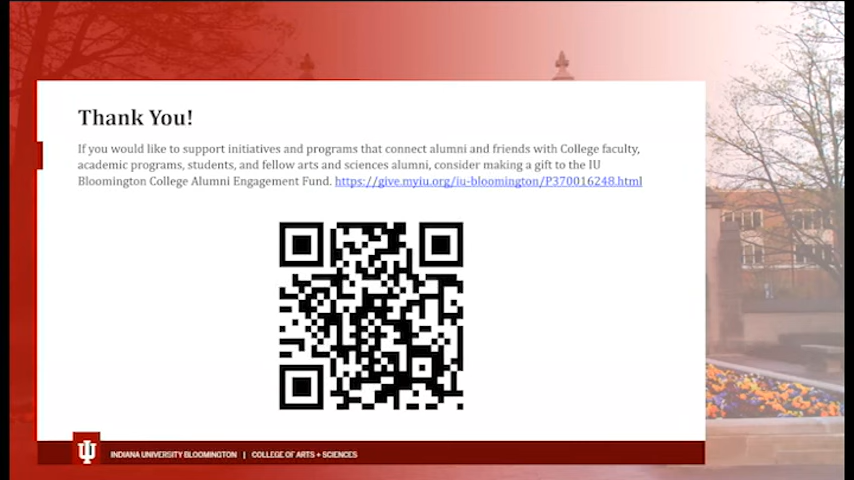 Thank You!
If you would like to support initiatives and programs that connect alumni and friends with College faculty,
academic programs, students, and fellow arts and sciences alumni, consider making a gift to the IU
Bloomington College Alumni Engagement Fund. https://give.myiu.org/iu-bloomington/P370016248.html
INDIANA UNIVERSITY BLOOMINGTON | COLLEGE OF ARTS + SCIENCES